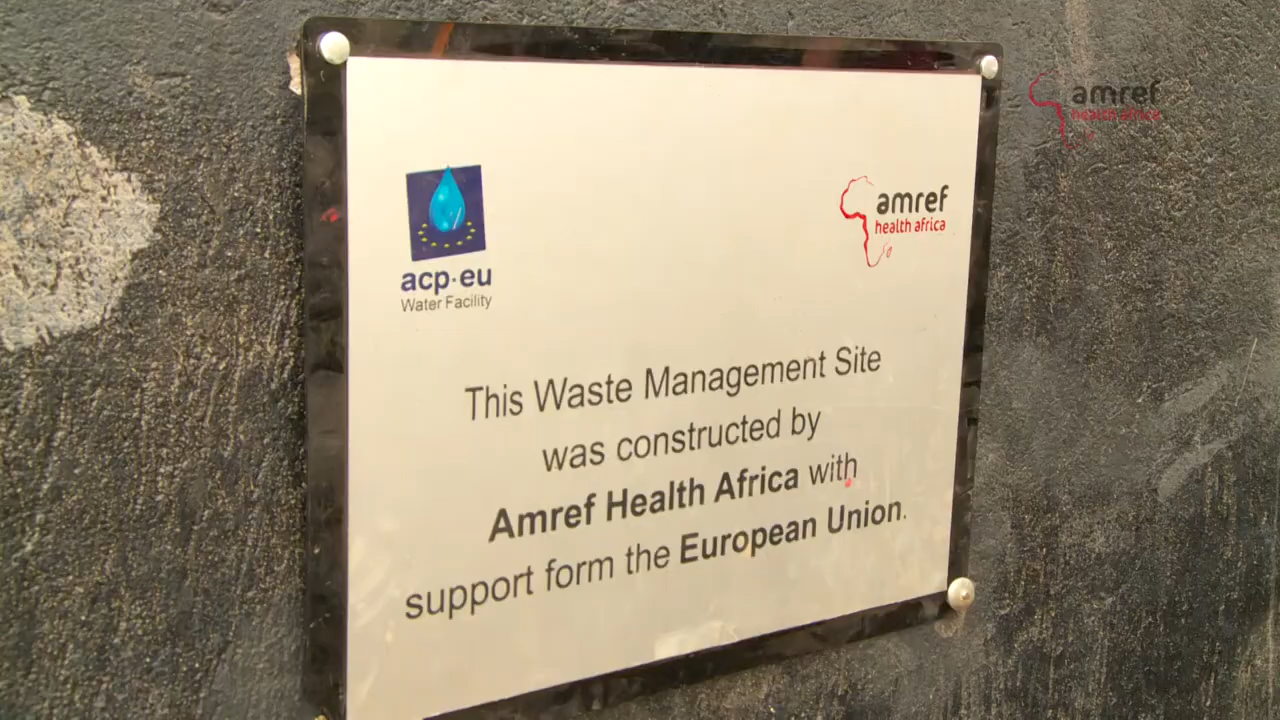 amref
health africa
acp·eu
Water Facility
amref
health africa
This Waste Management Site
was constructed by
Amref Health Africa with
support form the European Union.